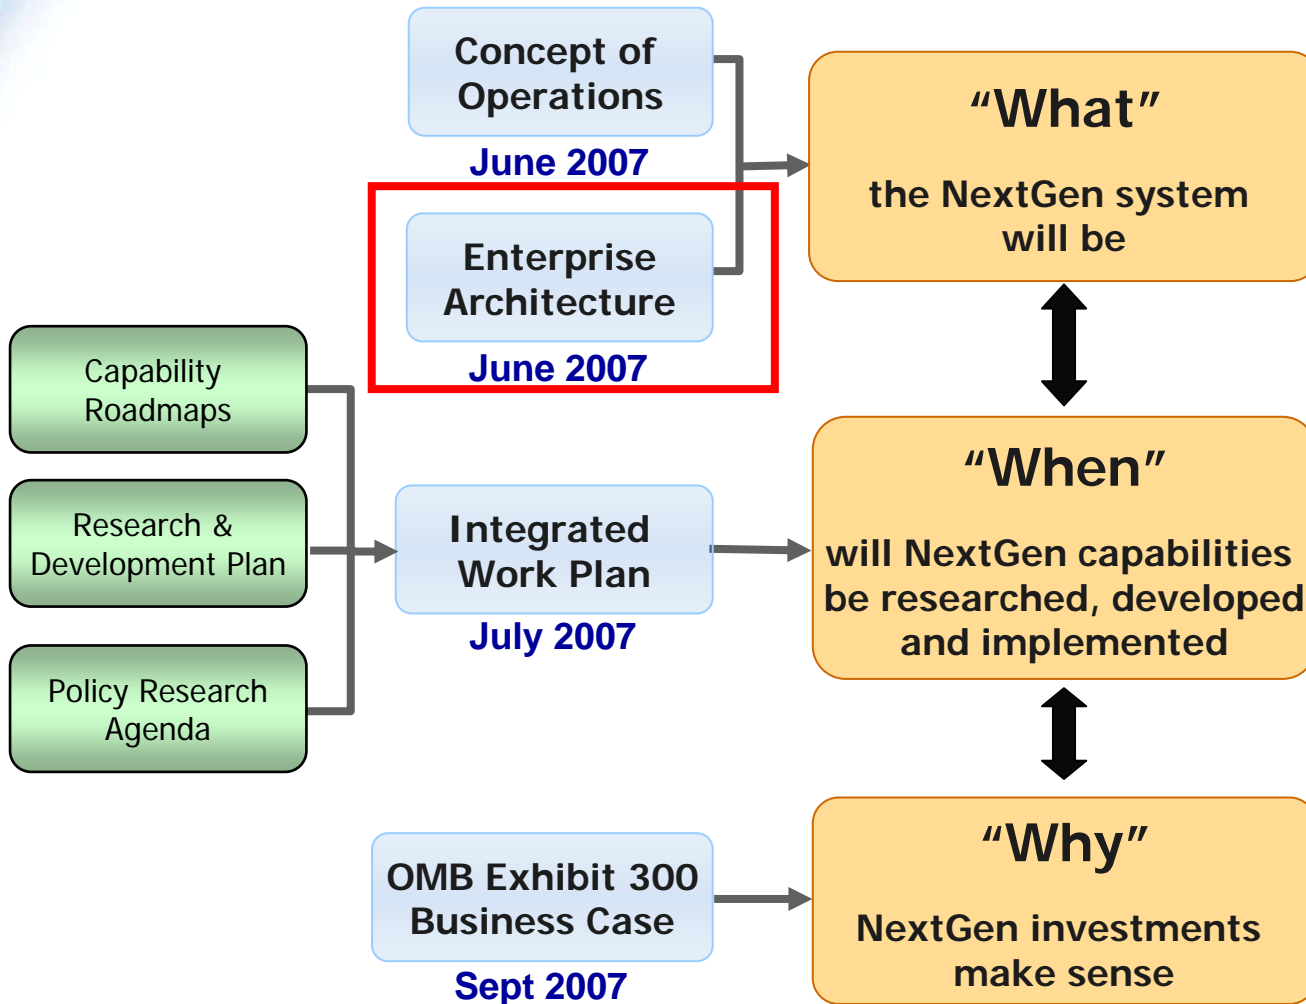 Concept of
Operations
June 2007
“What”
the NextGen system
will be
Enterprise
Architecture
June 2007
Capability
Roadmaps
Research &
Development Plan
Policy Research
Agenda
Integrated
Work Plan
July 2007
“When”
will NextGen capabilities
be researched, developed
and implemented
OMB Exhibit 300
Business Case
Sept 2007
“Why”
NextGen investments
make sense